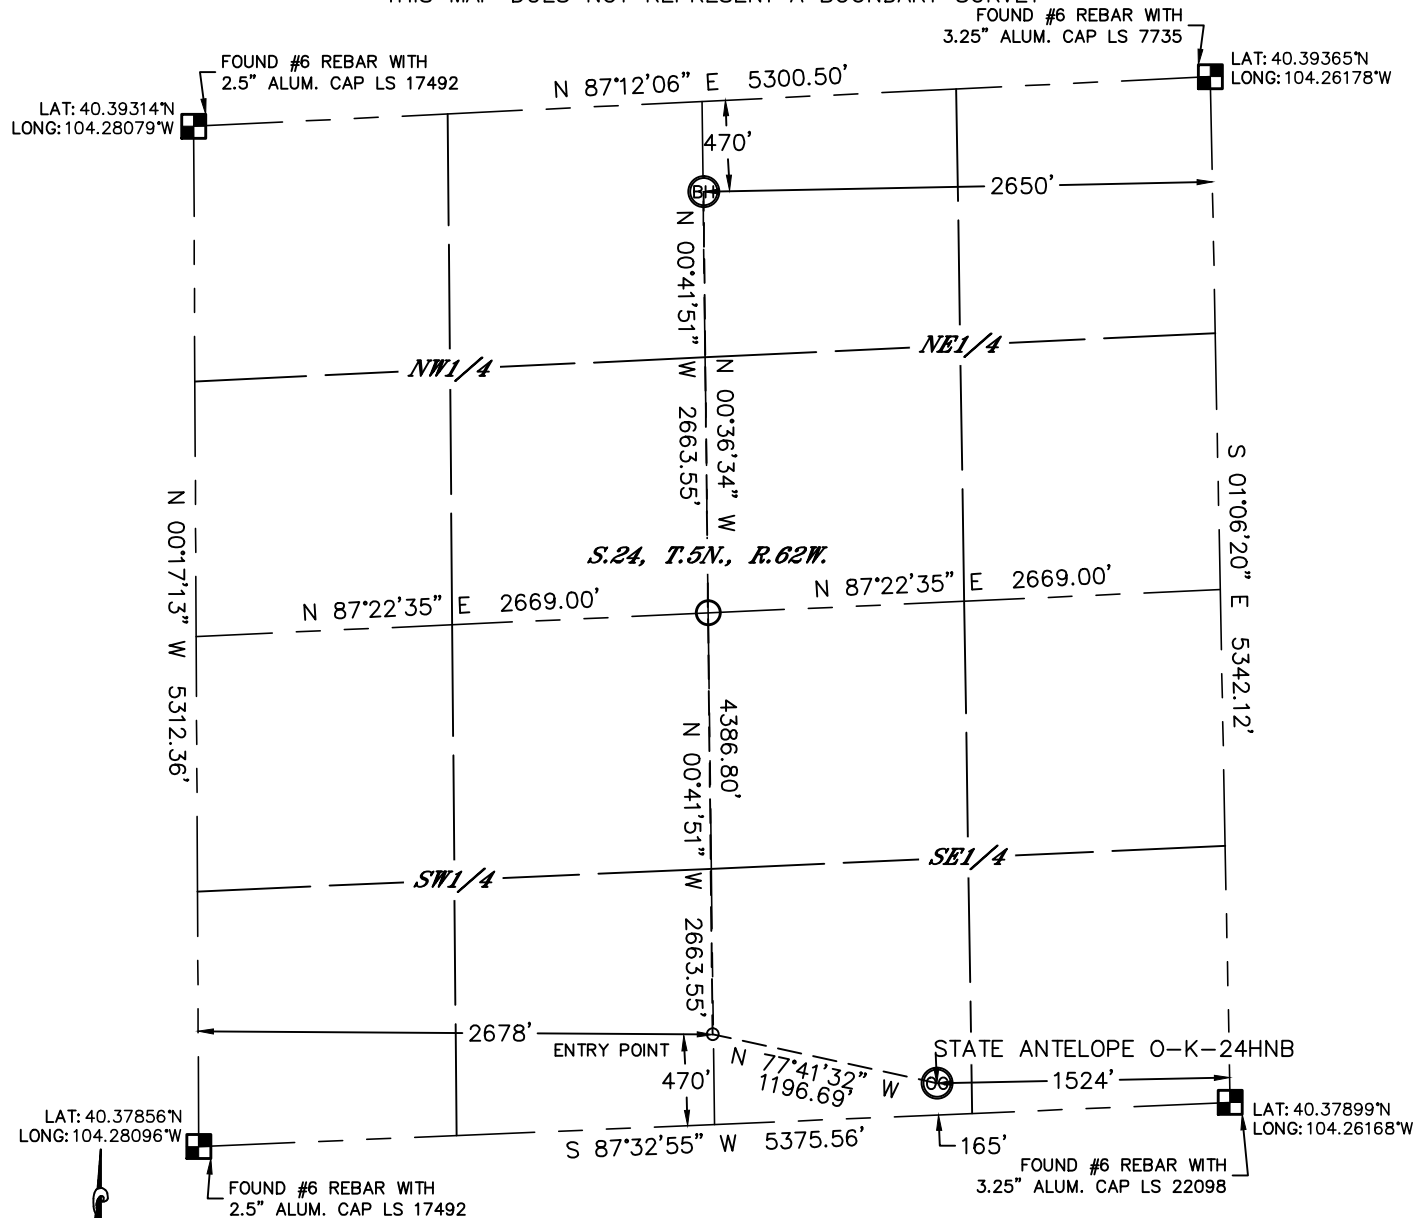 THIS MAP DOES NOT REPRESENT A BOUNDARY SURVEY
FOUND #6 REBAR WITH
3.25" ALUM. CAP LS 7735
FOUND #6 REBAR WITH
2.5" ALUM. CAP LS 17492
LAT: 40.39365°N
LONG: 104.26178°W
N 87°12'06" E 5300.50'
LAT: 40.39314°N
LONG: 104.28079°W
470'
BH
2650'
N 00°41'51" W 2663.55'
NW1/4
NE1/4
N 00°36'34" W
4386.80'
S 01°06'20" E 5342.12'
N 00°17'13" W 5312.36'
S.24, T.5N., R.62W.
N 87°22'35" E 2669.00'
N 87°22'35" E 2669.00'
N 00°41'51" W 2663.55'
SW1/4
SE1/4
2678'
ENTRY POINT
470'
N 77°41'32" W
1196.69'
STATE ANTELOPE O-K-24HNB
1524'
LAT: 40.37856°N
LONG: 104.28096°W
LAT: 40.37899°N
LONG: 104.26168°W
S 87°32'55" W 5375.56'
165'
FOUND #6 REBAR WITH
3.25" ALUM. CAP LS 22098
FOUND #6 REBAR WITH
2.5" ALUM. CAP LS 17492